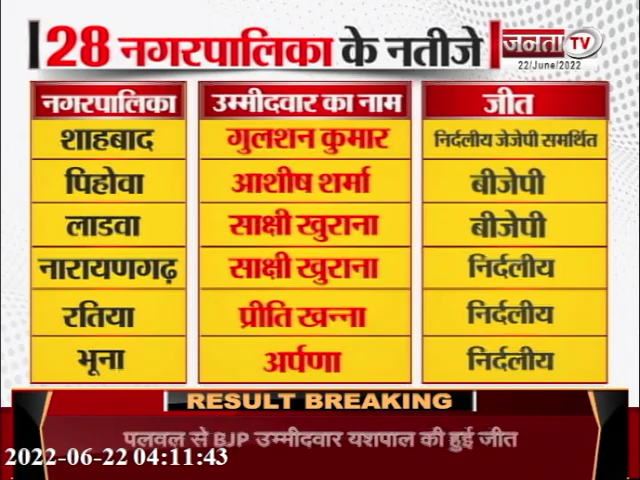 28 नगरपालिका के नतीजे
जनता TV
22/June/2022
नगरपालिका उम्मीदवार का नाम जीत
शाहबाद गुलशन कुमार निर्दलीय जेजेपी समर्थित
पिहोवा आशीष शर्मा बीजेपी
लाडवा साक्षी खुराना बीजेपी
नारायणगढ़ साक्षी खुराना निर्दलीय
रतिया प्रीति खन्ना निर्दलीय
भूना अर्पणा निर्दलीय
RESULT BREAKING
पलवल से BJP उम्मीदवार यशपाल की हुई जीत
2022-06-22 04:11:43